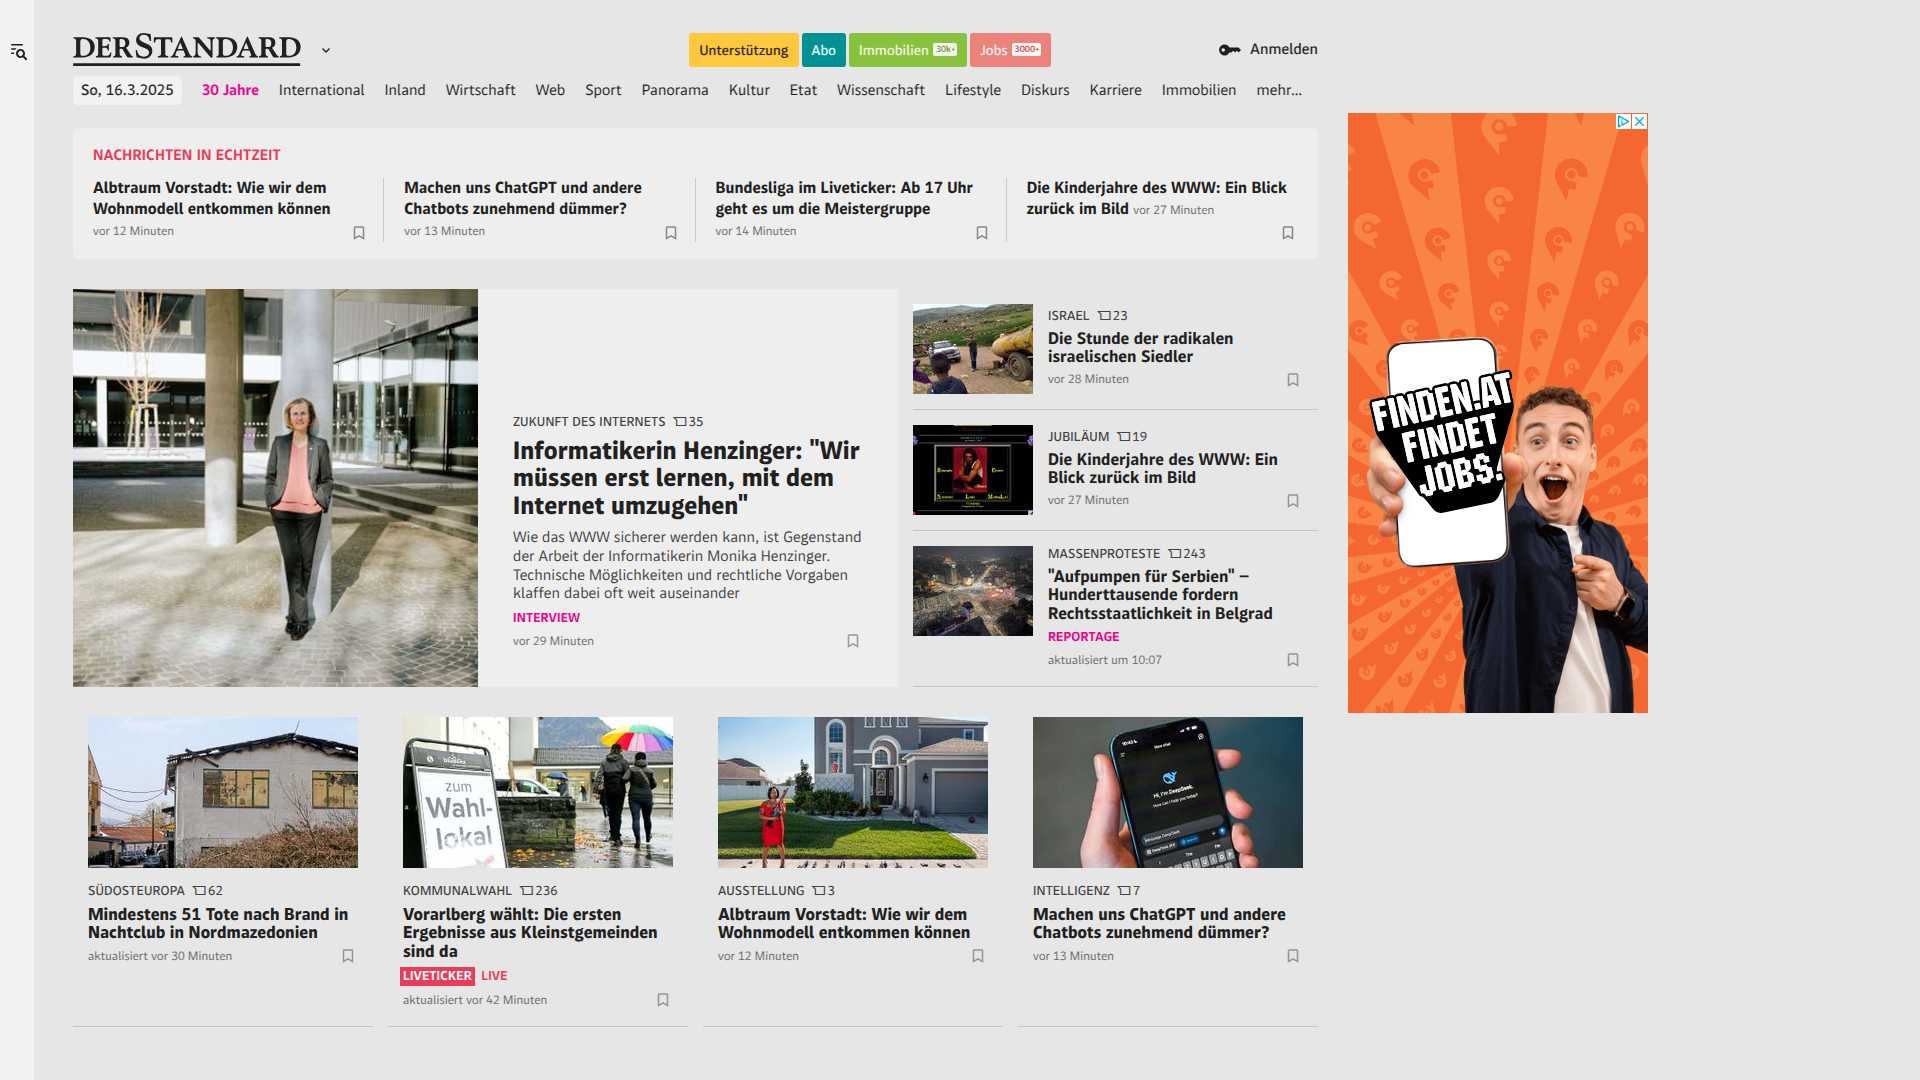 DERSTANDARD
Unterstützung
Abo
Immobilien 30k+
Jobs 3000+
Anmelden
So, 16.3.2025
30 Jahre
International
Inland
Wirtschaft
Web
Sport
Panorama
Kultur
Etat
Wissenschaft
Lifestyle
Diskurs
Karriere
Immobilien
mehr...
NACHRICHTEN IN ECHTZEIT
Albtraum Vorstadt: Wie wir dem
Wohnmodell entkommen können
vor 12 Minuten
Machen uns ChatGPT und andere
Chatbots zunehmend dümmer?
vor 13 Minuten
Bundesliga im Liveticker: Ab 17 Uhr
geht es um die Meistergruppe
vor 14 Minuten
Die Kinderjahre des WWW: Ein Blick
zurück im Bild vor 27 Minuten
ZUKUNFT DES INTERNETS 35
Informatikerin Henzinger: "Wir
müssen erst lernen, mit dem
Internet umzugehen"
Wie das WWW sicherer werden kann, ist Gegenstand
der Arbeit der Informatikerin Monika Henzinger.
Technische Möglichkeiten und rechtliche Vorgaben
klaffen dabei oft weit auseinander
INTERVIEW
vor 29 Minuten
ISRAEL 23
Die Stunde der radikalen
israelischen Siedler
vor 28 Minuten
JUBILÄUM 19
Die Kinderjahre des WWW: Ein
Blick zurück im Bild
vor 27 Minuten
MASSENPROTESTE 243
"Aufpumpen für Serbien" –
Hunderttausende fordern
Rechtsstaatlichkeit in Belgrad
REPORTAGE
aktualisiert um 10:07
FINDEN.AT
FINDET
JOBS.
SÜDOSTEUROPA 62
Mindestens 51 Tote nach Brand in
Nachtclub in Nordmazedonien
aktualisiert vor 30 Minuten
zum
Wahl-
lokal
KOMMUNALWAHL 236
Vorarlberg wählt: Die ersten
Ergebnisse aus Kleinstgemeinden
sind da
LIVETICKER LIVE
aktualisiert vor 42 Minuten
AUSSTELLUNG 3
Albtraum Vorstadt: Wie wir dem
Wohnmodell entkommen können
vor 12 Minuten
New chat
Hi, I'm DeepSeek.
How can I help you today?
INTELLIGENZ 7
Machen uns ChatGPT und andere
Chatbots zunehmend dümmer?
vor 13 Minuten